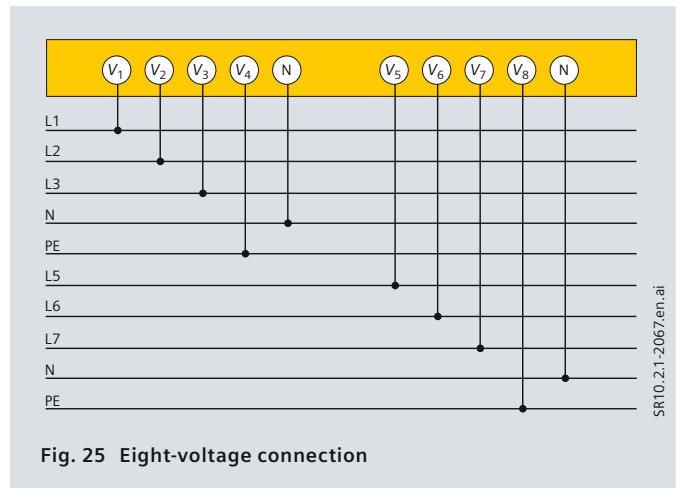 V1 V2 V3 V4 N V5 V6 V7 V8 N
L1
L2
L3
N
PE
L5
L6
L7
N
PE
SR10.2.1-2067.en.ai
Fig. 25 Eight-voltage connection